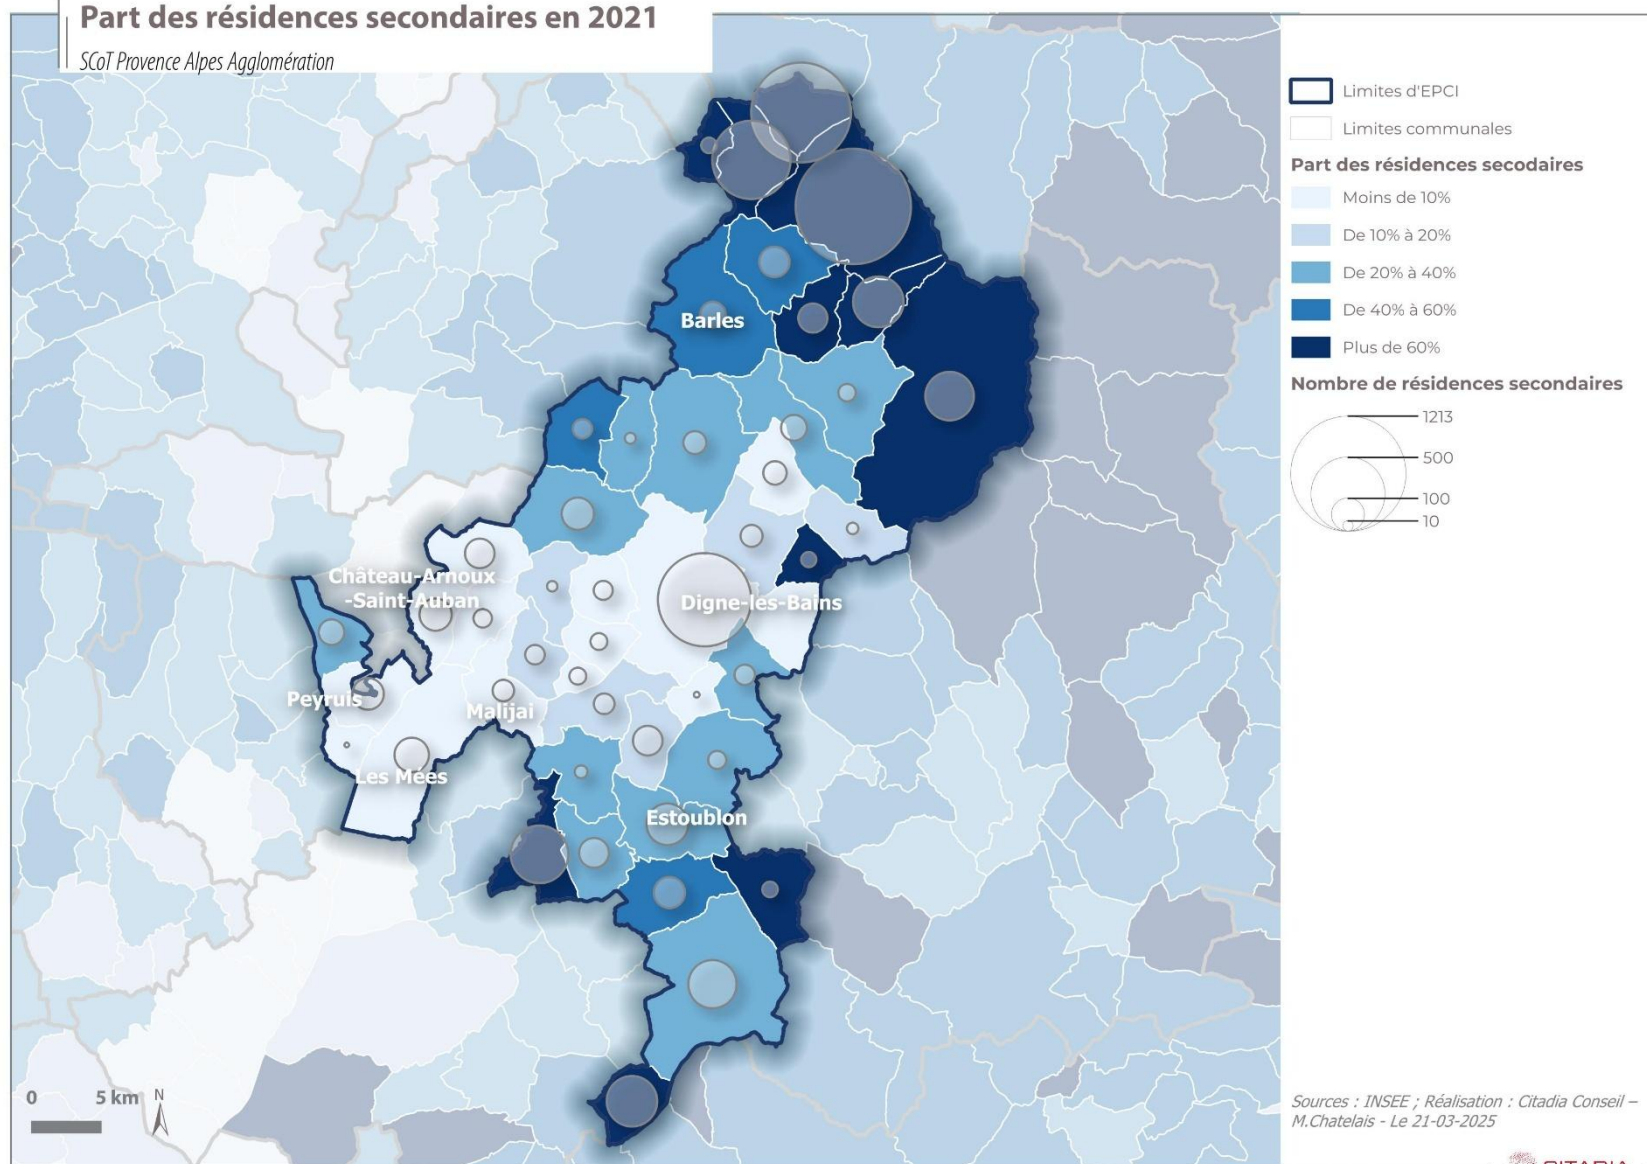 Part des résidences secondaires en 2021
SCoT Provence Alpes Agglomération
Limites d'EPCI
Limites communales
Part des résidences secodaires
Moins de 10%
De 10% à 20%
De 20% à 40%
De 40% à 60%
Plus de 60%
Nombre de résidences secondaires
1213
500
100
10
Barles
Château-Arnoux
-Saint-Auban
Digne-les-Bains
Peyruis
Malijai
Les Mées
Estoublon
0 5 km N
Sources : INSEE ; Réalisation : Citadia Conseil –
M.Chatelais - Le 21-03-2025